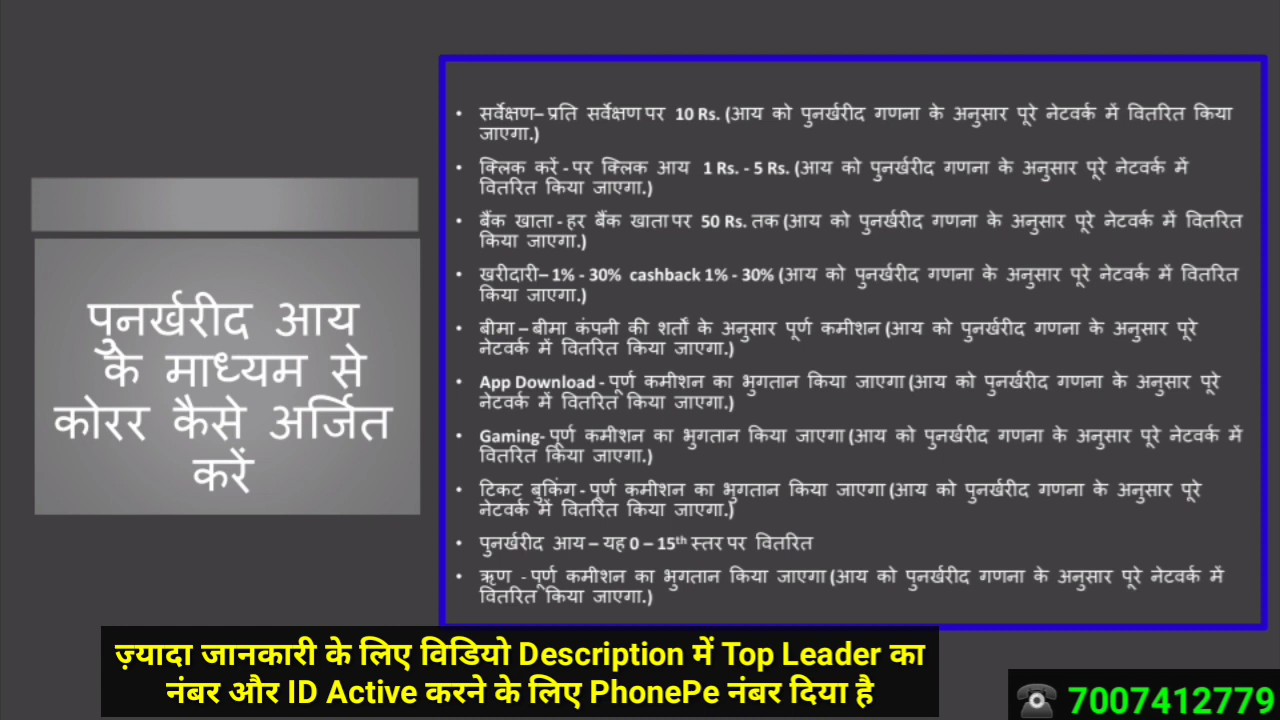 पुनर्खरीद आय
के माध्यम से
कोरर कैसे अर्जित
करें
• सर्वेक्षण– प्रति सर्वेक्षण पर 10 Rs. (आय को पुनर्खरीद गणना के अनुसार पूरे नेटवर्क में वितरित किया
जाएगा.)
• क्लिक करें - पर क्लिक आय 1 Rs. - 5 Rs. (आय को पुनर्खरीद गणना के अनुसार पूरे नेटवर्क में
वितरित किया जाएगा.)
• बैंक खाता - हर बैंक खाता पर 50 Rs. तक (आय को पुनर्खरीद गणना के अनुसार पूरे नेटवर्क में वितरित
किया जाएगा.)
• खरीदारी– 1% - 30% cashback 1% - 30% (आय को पुनर्खरीद गणना के अनुसार पूरे नेटवर्क में वितरित
किया जाएगा.)
• बीमा – बीमा कंपनी की शर्तों के अनुसार पूर्ण कमीशन (आय को पुनर्खरीद गणना के अनुसार पूरे
नेटवर्क में वितरित किया जाएगा.)
• App Download - पूर्ण कमीशन का भुगतान किया जाएगा (आय को पुनर्खरीद गणना के अनुसार पूरे
नेटवर्क में वितरित किया जाएगा.)
• Gaming- पूर्ण कमीशन का भुगतान किया जाएगा (आय को पुनर्खरीद गणना के अनुसार पूरे नेटवर्क में
वितरित किया जाएगा.)
• टिकट बुकिंग - पूर्ण कमीशन का भुगतान किया जाएगा (आय को पुनर्खरीद गणना के अनुसार पूरे
नेटवर्क में वितरित किया जाएगा.)
• पुनर्खरीद आय – यह 0 – 15th स्तर पर वितरित
• ऋण - पूर्ण कमीशन का भुगतान किया जाएगा (आय को पुनर्खरीद गणना के अनुसार पूरे नेटवर्क में
वितरित किया जाएगा.)
ज़्यादा जानकारी के लिए विडियो Description में Top Leader का
नंबर और ID Active करने के लिए PhonePe नंबर दिया है
7007412779